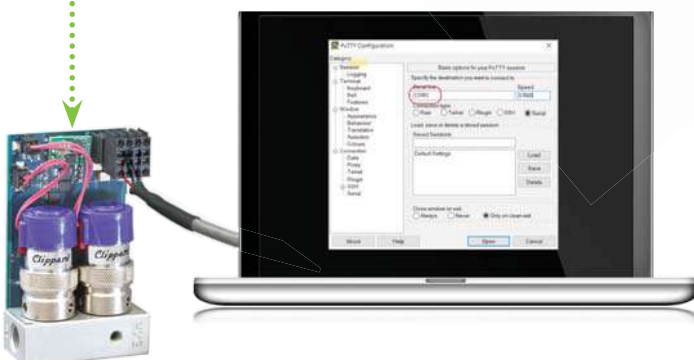 PuTTY Configuration
Category:
Session
Logging
Terminal
Keyboard
Bell
Features
Window
Appearance
Behaviour
Translation
Selection
Colours
Connection
Data
Proxy
Telnet
Rlogin
SSH
Serial
Basic options for your PuTTY session
Specify the destination you want to connect to
Serial line
Speed
Connection type:
Raw Telnet Rlogin SSH Serial
Load, save or delete a stored session
Saved Sessions
Default Settings
Load
Save
Delete
Close window on exit:
Always Never Only on clean exit
About Help Open Cancel
Clippard